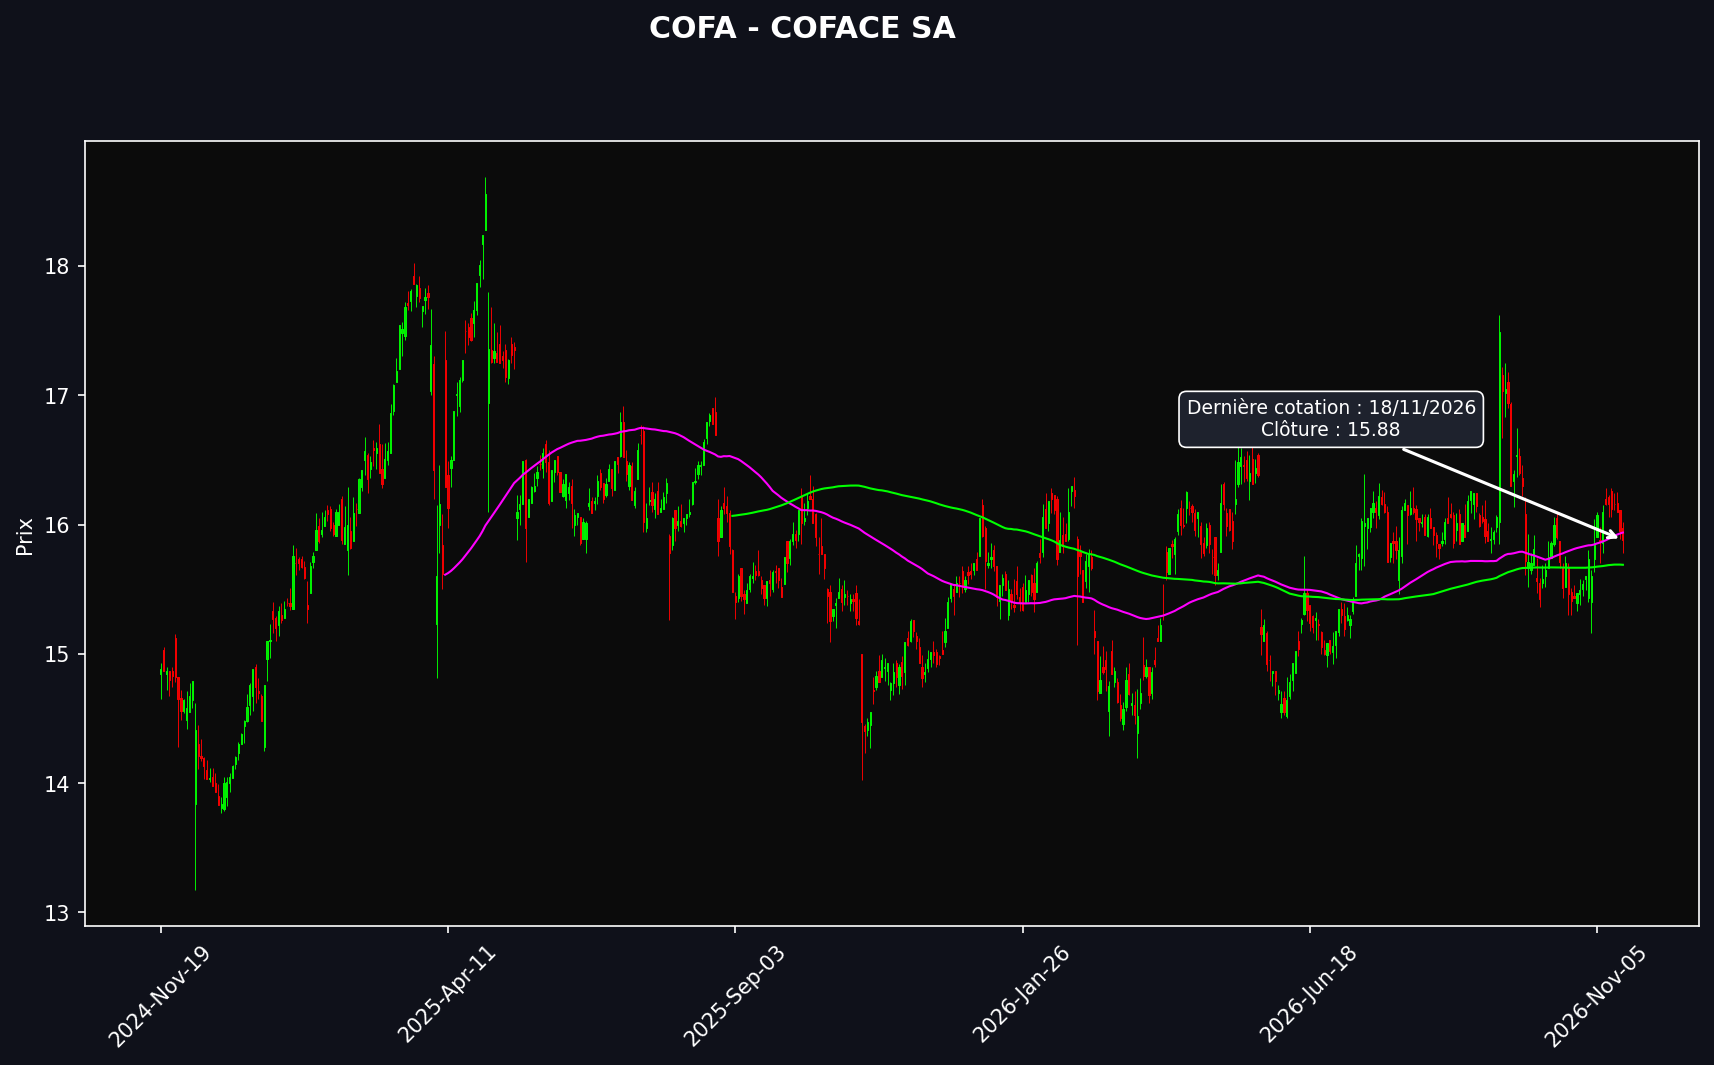 COFA - COFACE SA
Prix
18
17
16
15
14
13
Dernière cotation : 18/11/2026
Clôture : 15.88
2024-Nov-19
2025-Apr-11
2025-Sep-03
2026-Jan-26
2026-Jun-18
2026-Nov-05